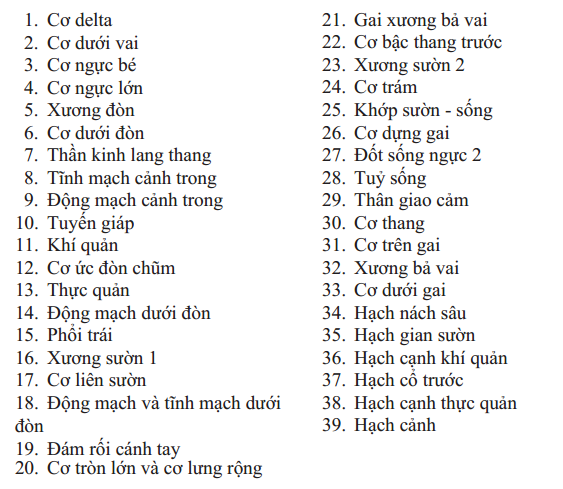 1. Cơ delta
2. Cơ dưới vai
3. Cơ ngực bé
4. Cơ ngực lớn
5. Xương đòn
6. Cơ dưới đòn
7. Thần kinh lang thang
8. Tĩnh mạch cảnh trong
9. Động mạch cảnh trong
10. Tuyến giáp
11. Khí quản
12. Cơ ức đòn chũm
13. Thực quản
14. Động mạch dưới đòn
15. Phổi trái
16. Xương sườn 1
17. Cơ liên sườn
18. Động mạch và tĩnh mạch dưới
đòn
19. Đám rối cánh tay
20. Cơ tròn lớn và cơ lưng rộng
21. Gai xương bả vai
22. Cơ bậc thang trước
23. Xương sườn 2
24. Cơ trám
25. Khớp sườn - sống
26. Cơ dựng gai
27. Đốt sống ngực 2
28. Tuỷ sống
29. Thân giao cảm
30. Cơ thang
31. Cơ trên gai
32. Xương bả vai
33. Cơ dưới gai
34. Hạch nách sâu
35. Hạch gian sườn
36. Hạch cạnh khí quản
37. Hạch cổ trước
38. Hạch cạnh thực quản
39. Hạch cảnh